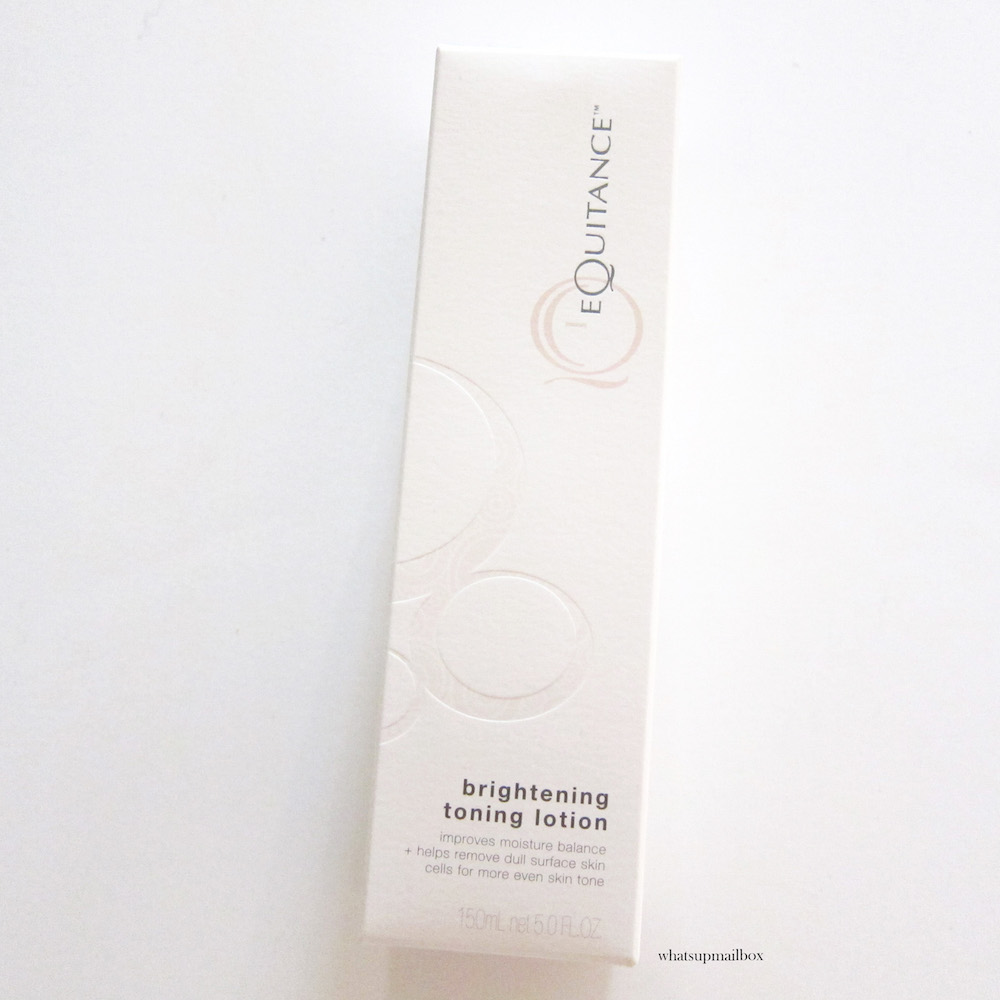 EQUITANCE™
brightening
toning lotion
improves moisture balance
+ helps remove dull surface skin
cells for more even skin tone
150mL net 5.0 FL.OZ.
whatsupmailbox